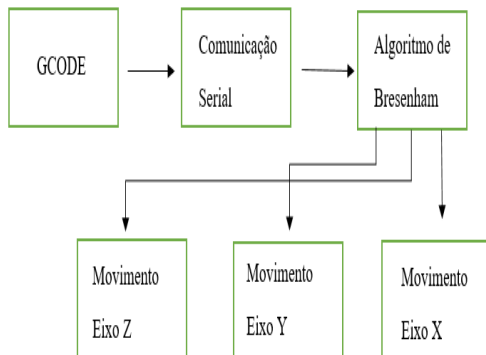 GCODE
Comunicação
Serial
Algoritmo de
Bresenham
Movimento
Eixo Z
Movimento
Eixo Y
Movimento
Eixo X